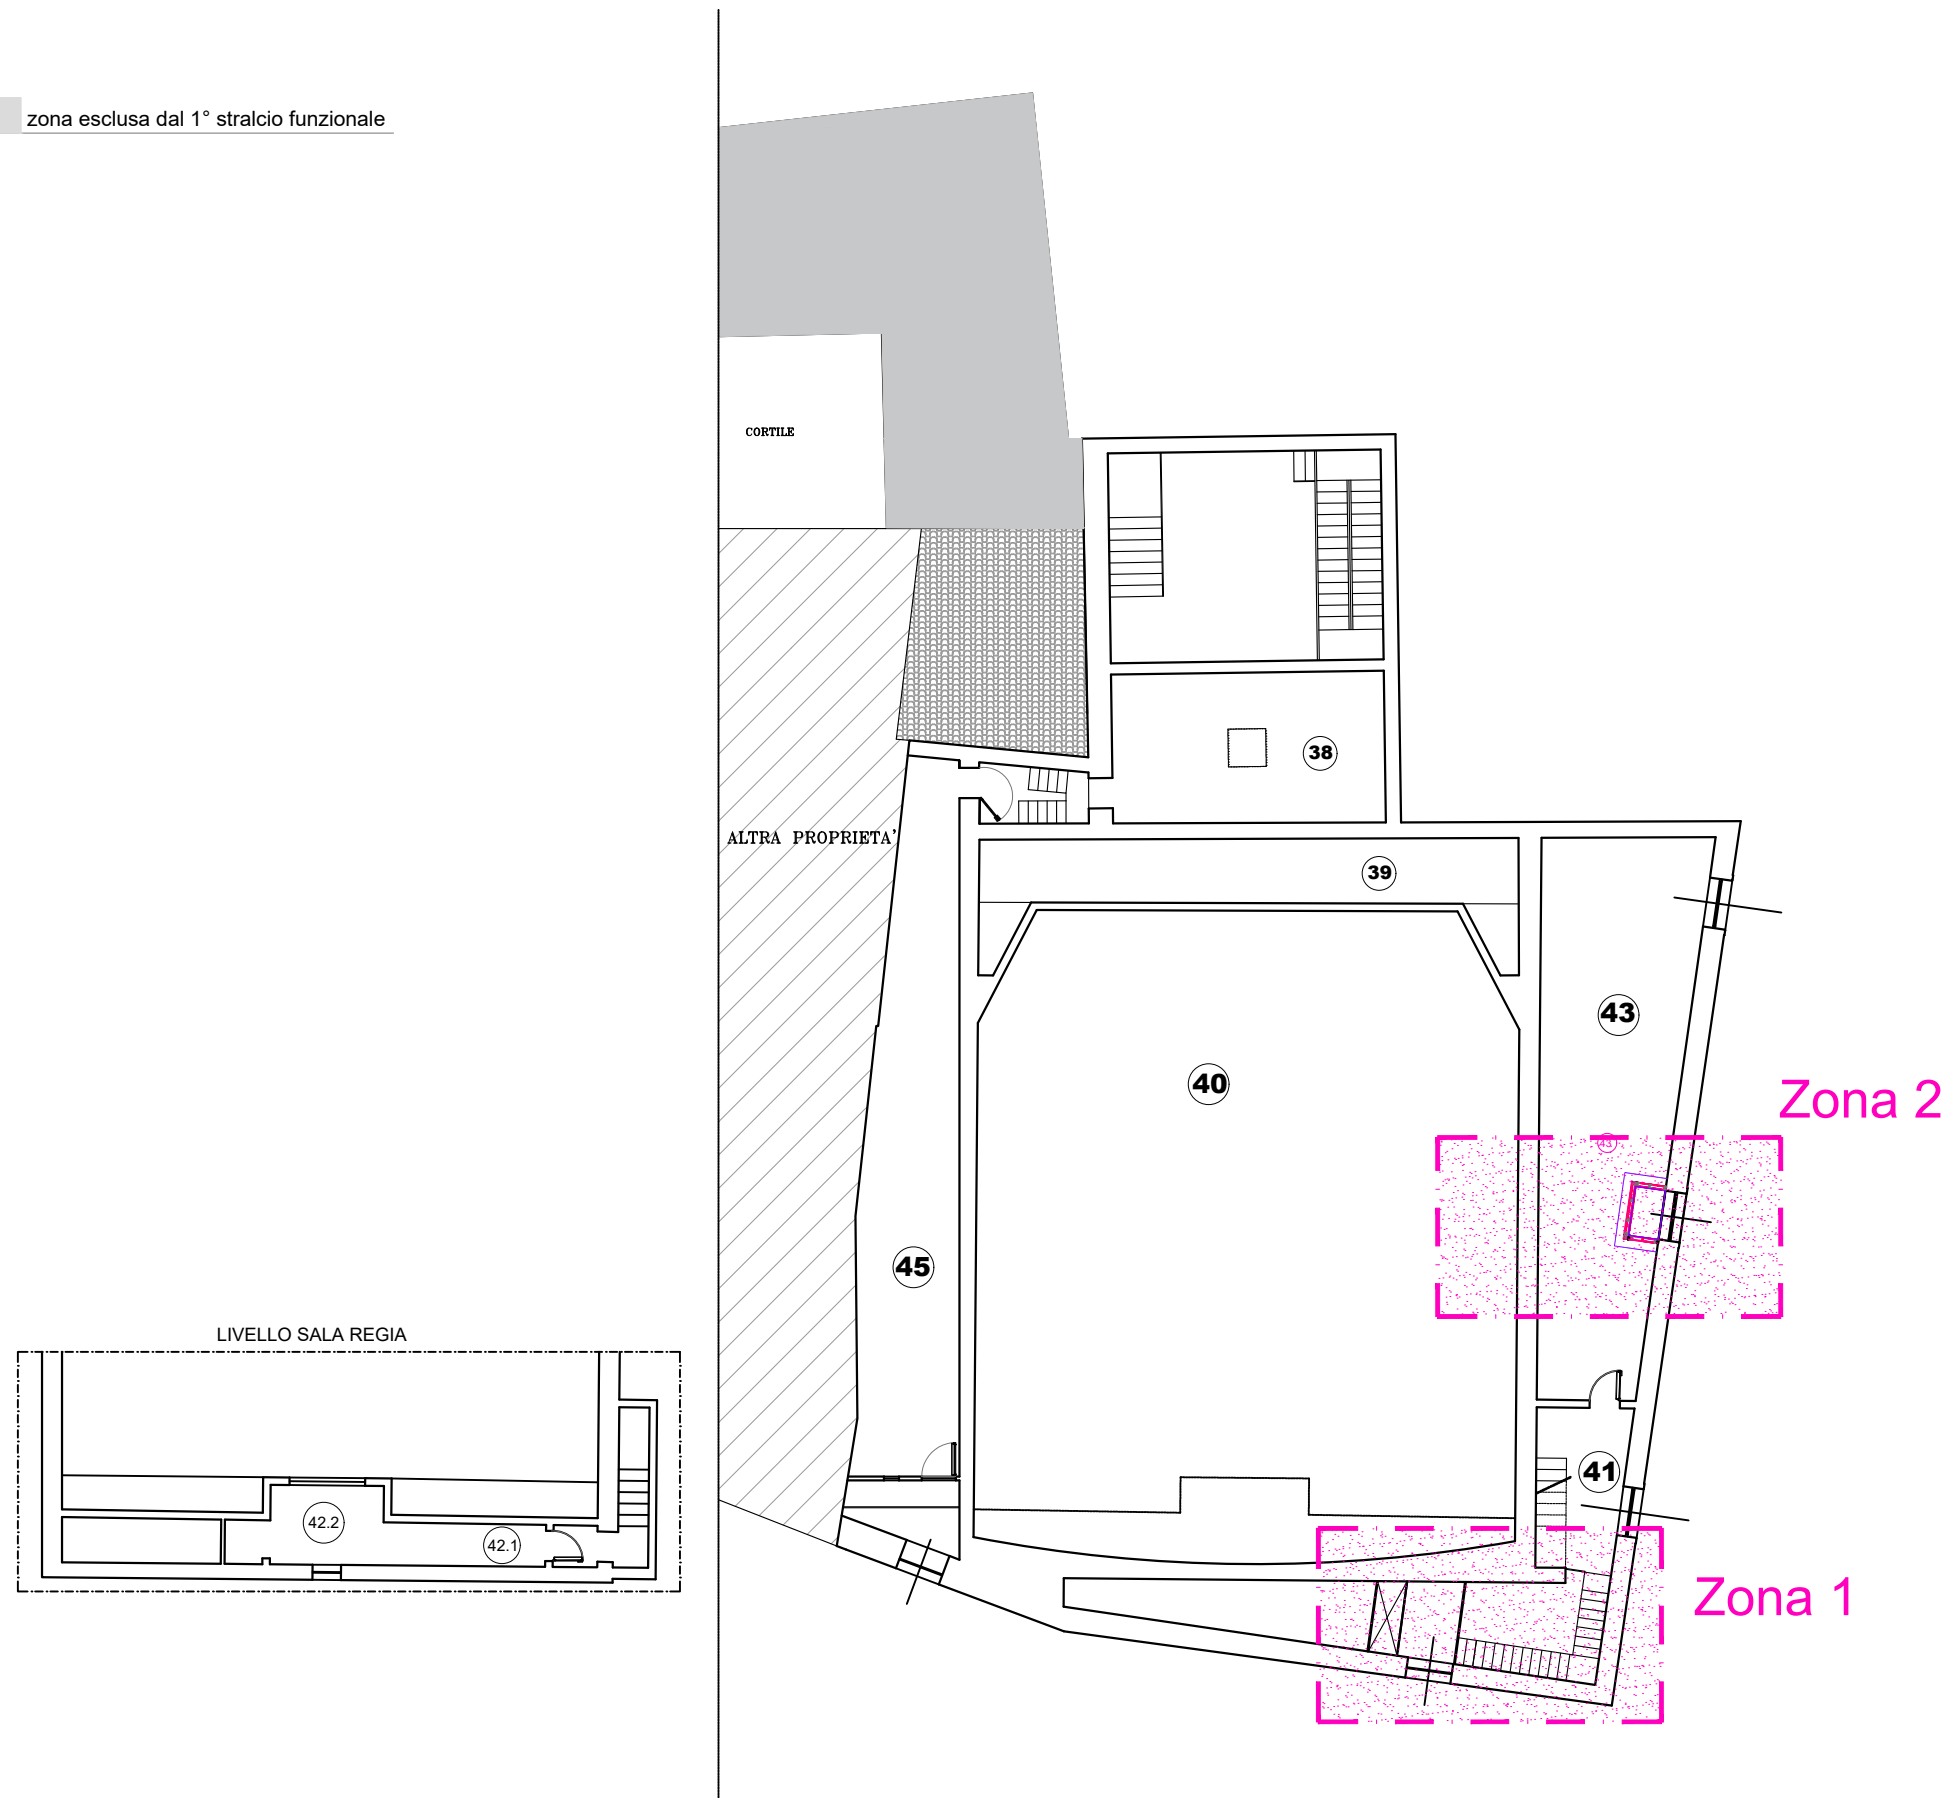 zona esclusa dal 1° stralcio funzionale
CORTILE
38
ALTRA PROPRIETA'
39
43
40
Zona 2
43
45
LIVELLO SALA REGIA
41
42.2
42.1
Zona 1